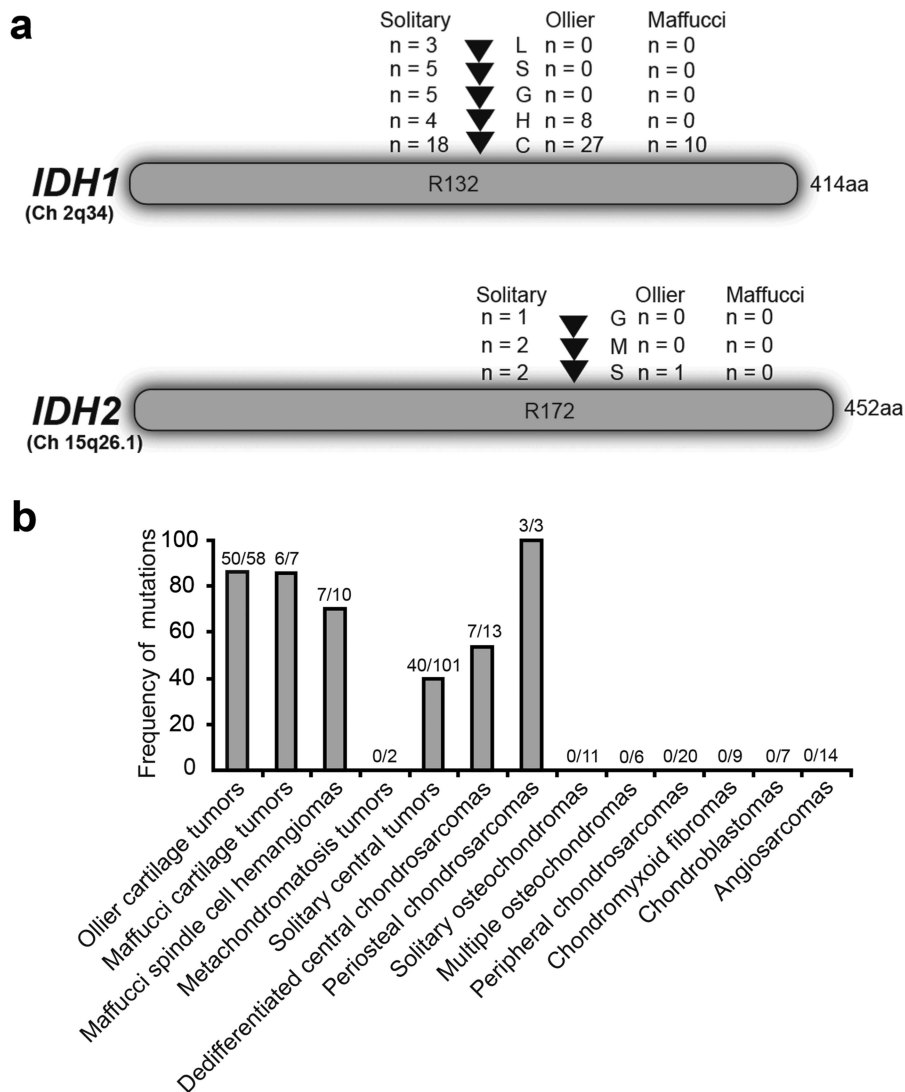 a
Solitary Ollier Maffucci
n = 3 L n = 0 n = 0
n = 5 S n = 0 n = 0
n = 5 G n = 0 n = 0
n = 4 H n = 8 n = 0
n = 18 C n = 27 n = 10
IDH1 R132 414aa
(Ch 2q34)
Solitary Ollier Maffucci
n = 1 G n = 0 n = 0
n = 2 M n = 0 n = 0
n = 2 S n = 1 n = 0
IDH2 R172 452aa
(Ch 15q26.1)
b
Frequency of mutations
100
80
60
40
20
0
50/58 6/7 7/10 0/2 40/101 7/13 3/3 0/11 0/6 0/20 0/9 0/7 0/14
Ollier cartilage tumors
Maffucci cartilage tumors
Maffucci spindle cell hemangiomas
Metachondromatosis tumors
Solitary central tumors
Dedifferentiated central chondrosarcomas
Periosteal chondrosarcomas
Solitary osteochondromas
Multiple osteochondromas
Peripheral chondrosarcomas
Chondromyxoid fibromas
Chondroblastomas
Angiosarcomas